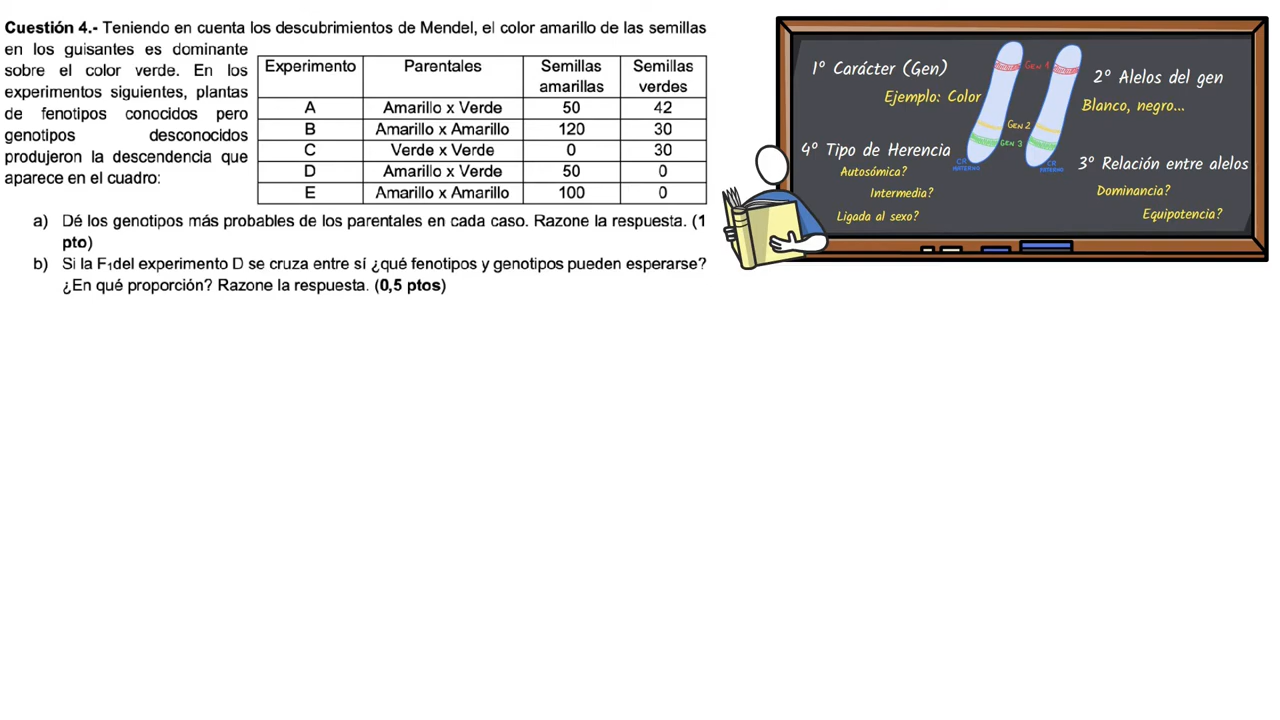 Cuestión 4.- Teniendo en cuenta los descubrimientos de Mendel, el color amarillo de las semillas
en los guisantes es dominante
sobre el color verde. En los
experimentos siguientes, plantas
de fenotipos conocidos pero
genotipos desconocidos
produjeron la descendencia que
aparece en el cuadro:
Experimento Parentales Semillas amarillas Semillas verdes
A Amarillo x Verde 50 42
B Amarillo x Amarillo 120 30
C Verde x Verde 0 30
D Amarillo x Verde 50 0
E Amarillo x Amarillo 100 0
a) Dé los genotipos más probables de los parentales en cada caso. Razone la respuesta. (1
pto)
b) Si la F₁del experimento D se cruza entre sí ¿qué fenotipos y genotipos pueden esperarse?
¿En qué proporción? Razone la respuesta. (0,5 ptos)
1º Carácter (Gen)
Ejemplo: Color
Gen 1
Gen 2
Gen 3
CR MATERNO
CR PATERNO
2º Alelos del gen
Blanco, negro...
4º Tipo de Herencia
Autosómica?
Intermedia?
Ligada al sexo?
3º Relación entre alelos
Dominancia?
Equipotencia?